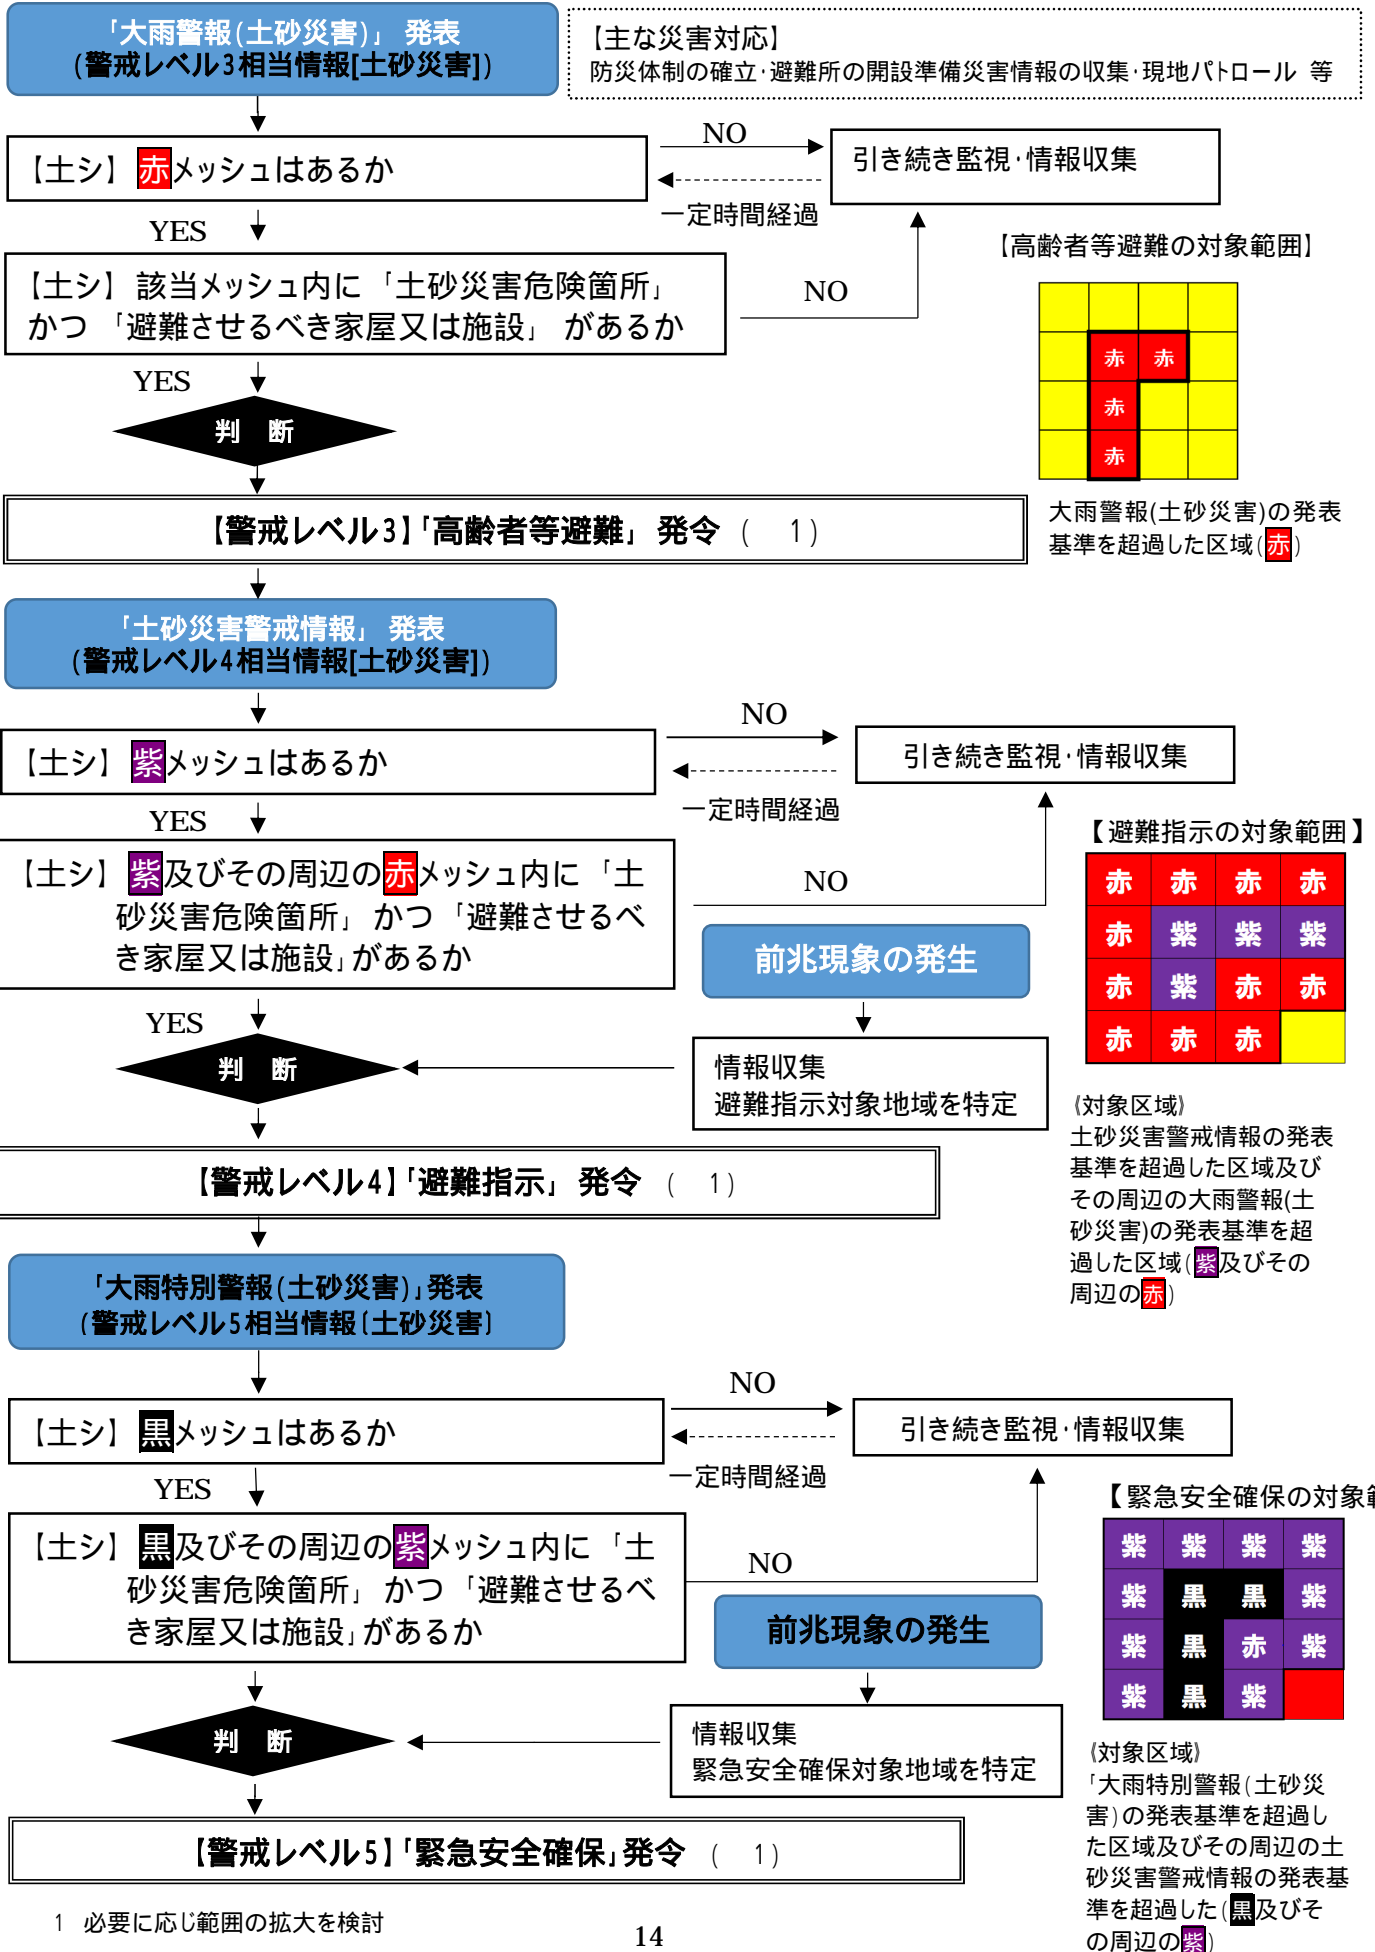 「大雨警報(土砂災害)」 発表
(警戒レベル3相当情報[土砂災害])
【主な災害対応】
防災体制の確立・避難所の開設準備災害情報の収集・現地パトロール 等
【土シ】 赤メッシュはあるか
NO
一定時間経過
引き続き監視・情報収集
YES
【土シ】 該当メッシュ内に 「土砂災害危険箇所」
かつ 「避難させるべき家屋又は施設」 があるか
NO
YES
判 断
【警戒レベル3】「高齢者等避難」 発令 ( 1)
【高齢者等避難の対象範囲】
赤 赤
赤
赤
大雨警報(土砂災害)の発表
基準を超過した区域(赤)
「土砂災害警戒情報」 発表
(警戒レベル4相当情報[土砂災害])
【土シ】 紫メッシュはあるか
NO
一定時間経過
引き続き監視・情報収集
YES
【土シ】 紫及びその周辺の赤メッシュ内に 「土
砂災害危険箇所」 かつ 「避難させるべ
き家屋又は施設」があるか
NO
前兆現象の発生
YES
判 断
情報収集
避難指示対象地域を特定
【警戒レベル4】「避難指示」 発令 ( 1)
【避難指示の対象範囲】
赤 赤 赤 赤
赤 紫 紫 紫
赤 紫 赤 赤
赤 赤 赤
《対象区域》
土砂災害警戒情報の発表
基準を超過した区域及び
その周辺の大雨警報(土
砂災害)の発表基準を超
過した区域(紫及びその
周辺の赤)
「大雨特別警報(土砂災害)」発表
(警戒レベル5相当情報[土砂災害]
【土シ】 黒メッシュはあるか
NO
一定時間経過
引き続き監視・情報収集
YES
【土シ】 黒及びその周辺の紫メッシュ内に 「土
砂災害危険箇所」 かつ 「避難させるべ
き家屋又は施設」があるか
NO
前兆現象の発生
判 断
情報収集
緊急安全確保対象地域を特定
【警戒レベル5】「緊急安全確保」発令 ( 1)
【緊急安全確保の対象
紫 紫 紫 紫
紫 黒 黒 紫
紫 黒 赤 紫
紫 黒 紫
《対象区域》
「大雨特別警報(土砂災
害)の発表基準を超過し
た区域及びその周辺の土
砂災害警戒情報の発表基
準を超過した(黒及びそ
の周辺の紫)
1 必要に応じ範囲の拡大を検討
14